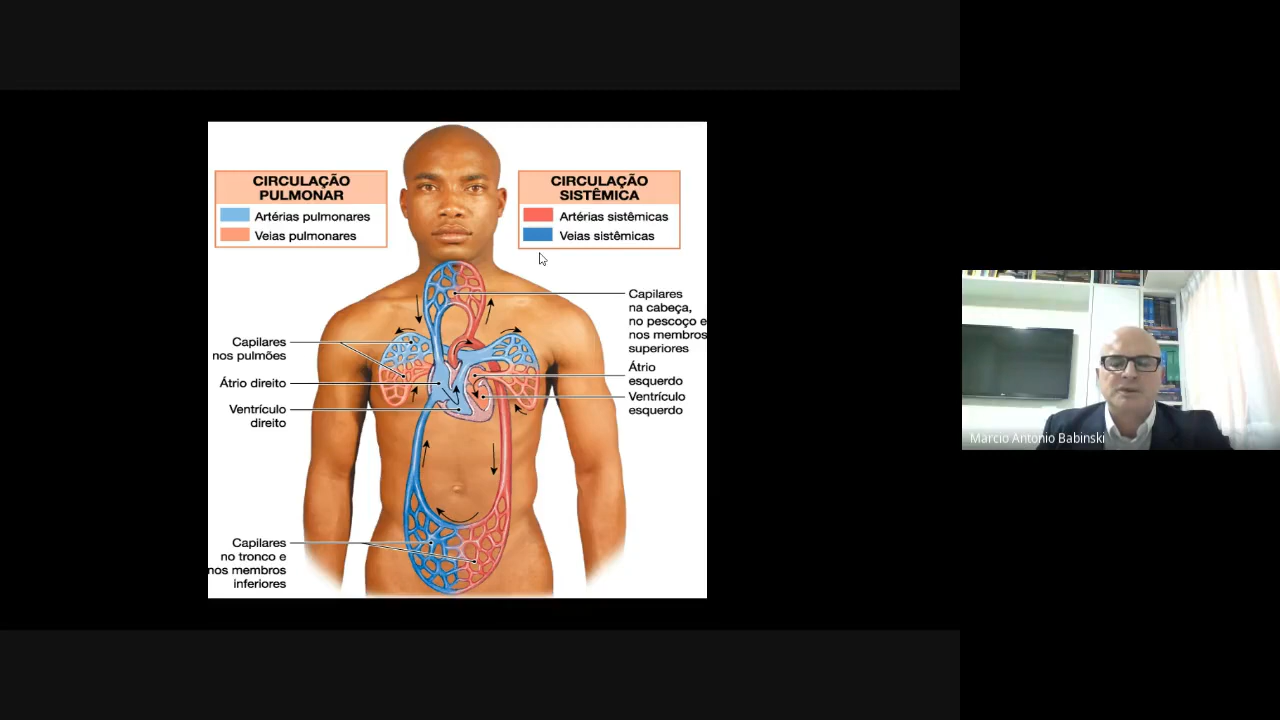 CIRCULAÇÃO
PULMONAR
Artérias pulmonares
Veias pulmonares
CIRCULAÇÃO
SISTÊMICA
Artérias sistêmicas
Veias sistêmicas
Capilares
nos pulmões
Átrio direito
Ventrículo
direito
Capilares
no tronco e
nos membros
inferiores
Capilares
na cabeça,
no pescoço e
nos membros
superiores
Átrio
esquerdo
Ventrículo
esquerdo
Marcio Antonio Babinski